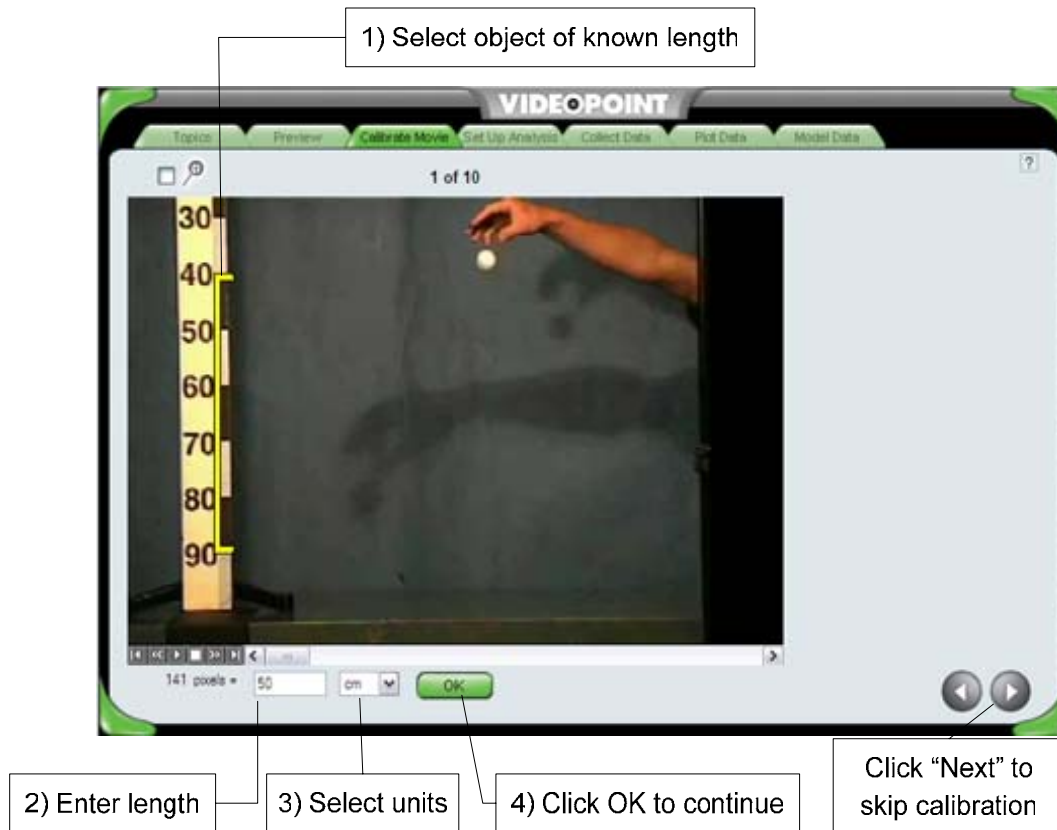 1) Select object of known length
VIDEOPOINT
Topics Preview Calibrate Movie Set Up Analysis Collect Data Plot Data Model Data
1 of 10
?
30
40
50
60
70
80
90
141 pixels = 50 cm OK
2) Enter length
3) Select units
4) Click OK to continue
Click “Next” to
skip calibration